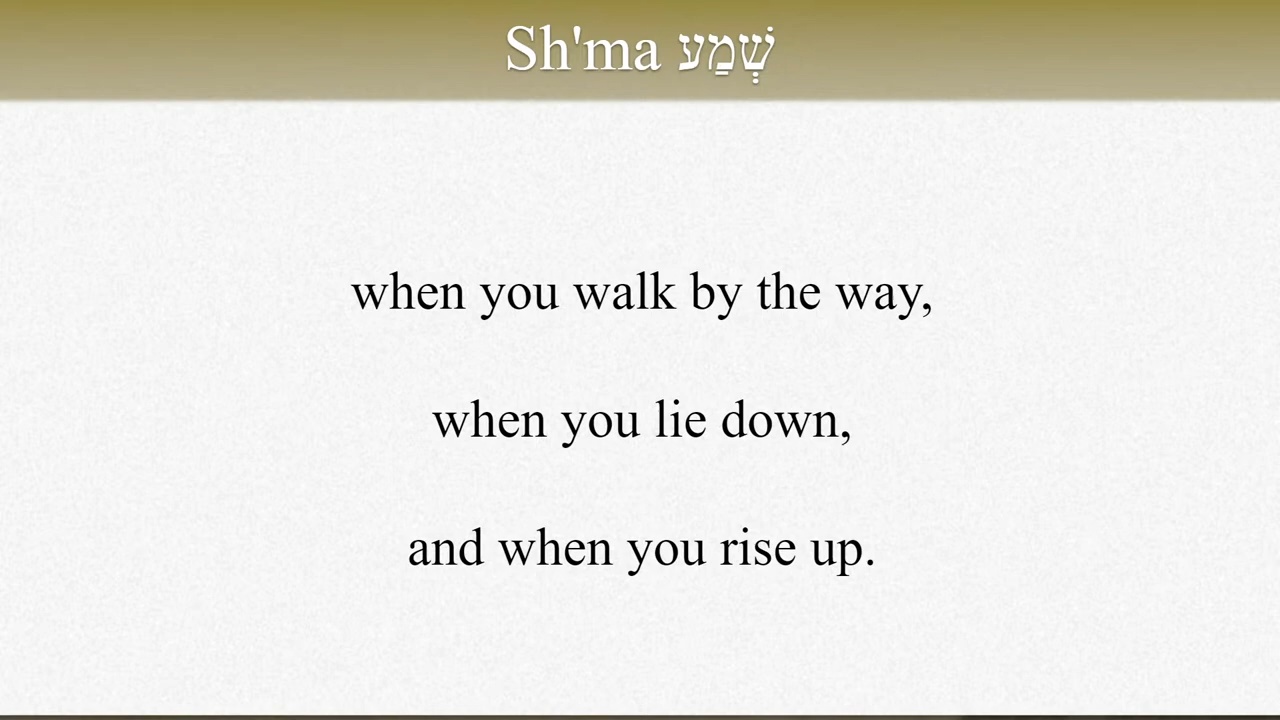 Sh'ma שְׁמַע
when you walk by the way,
when you lie down,
and when you rise up.